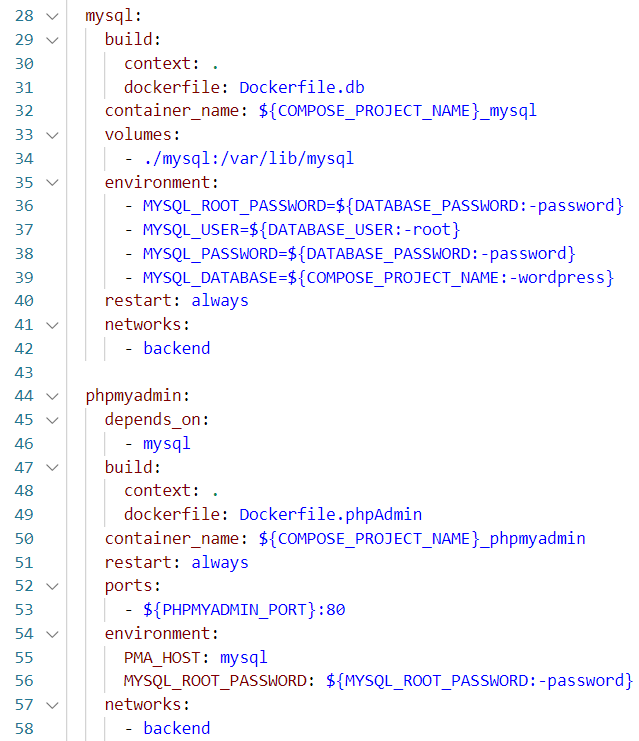 28 mysql:
29 build:
30 context: .
31 dockerfile: Dockerfile.db
32 container_name: ${COMPOSE_PROJECT_NAME}_mysql
33 volumes:
34 - ./mysql:/var/lib/mysql
35 environment:
36 - MYSQL_ROOT_PASSWORD=${DATABASE_PASSWORD:-password}
37 - MYSQL_USER=${DATABASE_USER:-root}
38 - MYSQL_PASSWORD=${DATABASE_PASSWORD:-password}
39 - MYSQL_DATABASE=${COMPOSE_PROJECT_NAME:-wordpress}
40 restart: always
41 networks:
42 - backend
43
44 phpmyadmin:
45 depends_on:
46 - mysql
47 build:
48 context: .
49 dockerfile: Dockerfile.phpAdmin
50 container_name: ${COMPOSE_PROJECT_NAME}_phpmyadmin
51 restart: always
52 ports:
53 - ${PHPMYADMIN_PORT}:80
54 environment:
55 PMA_HOST: mysql
56 MYSQL_ROOT_PASSWORD: ${MYSQL_ROOT_PASSWORD:-password}
57 networks:
58 - backend